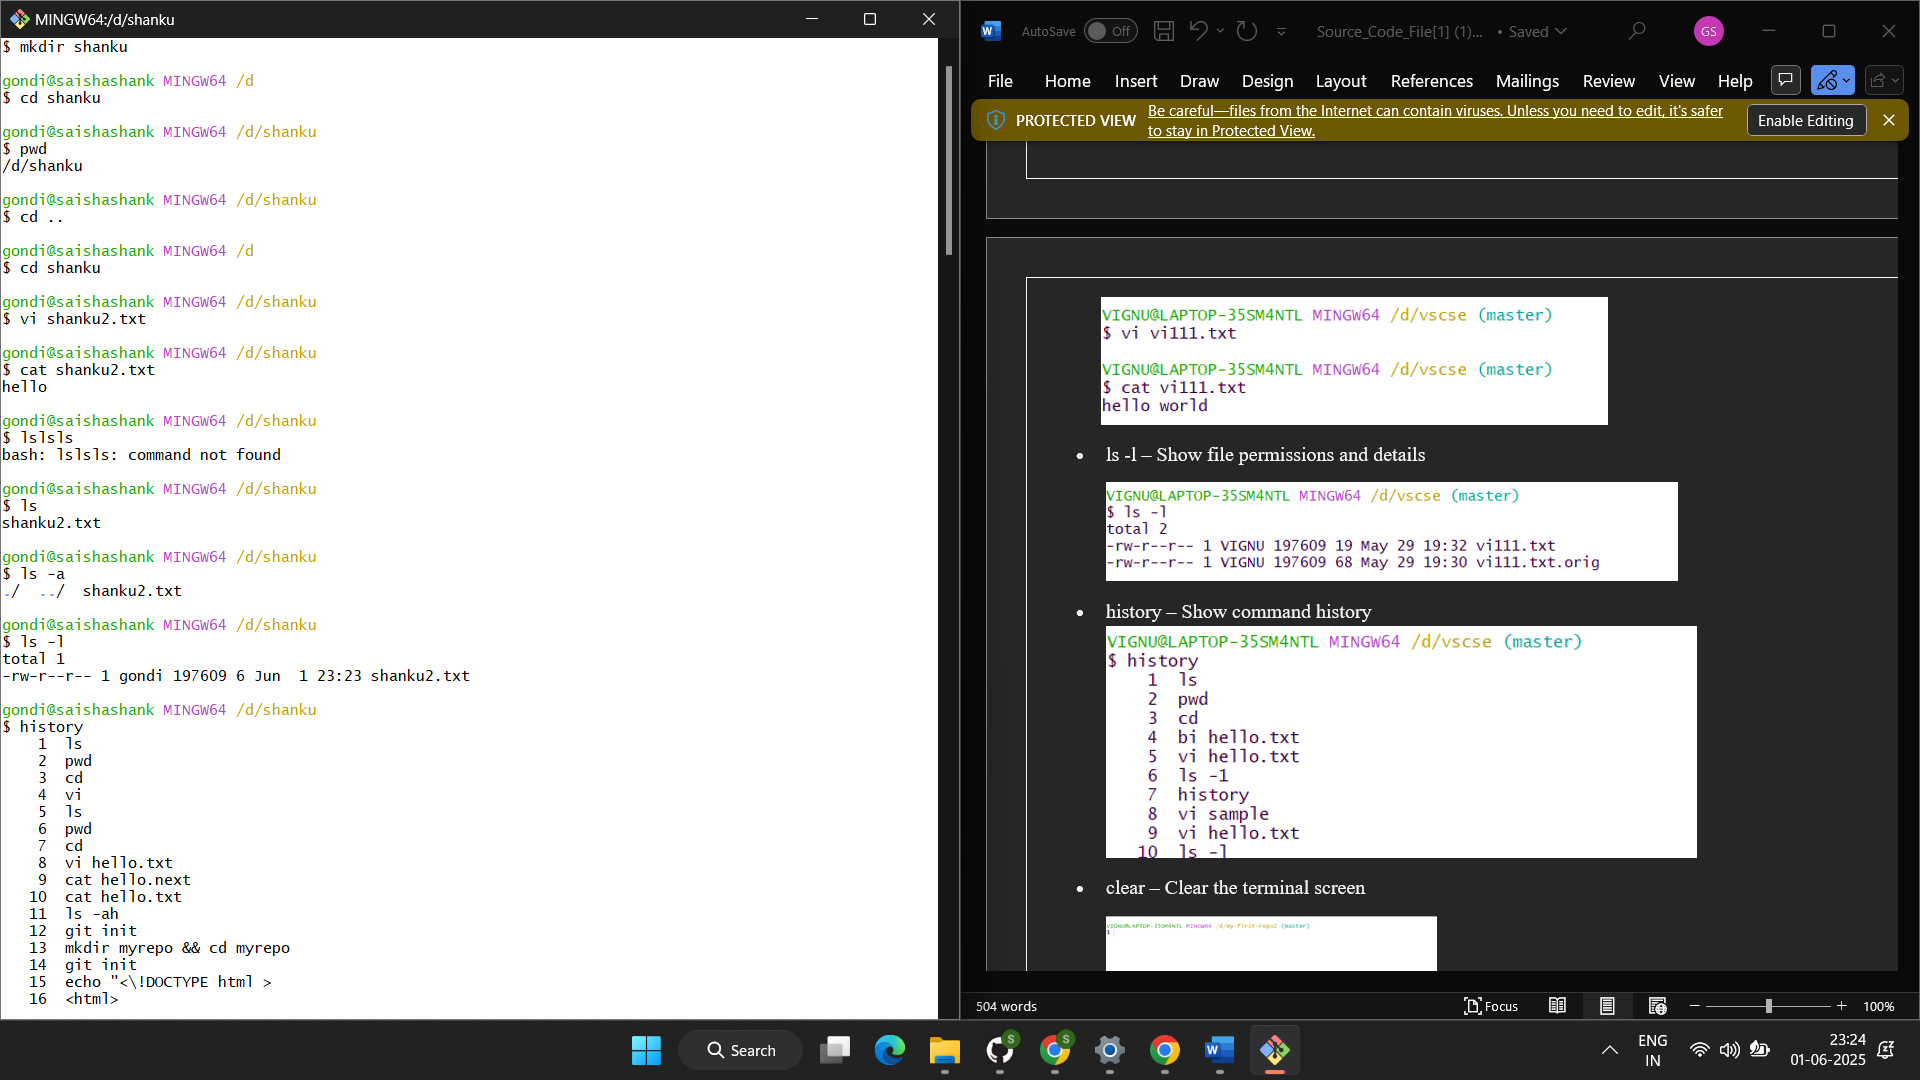 MINGW64:/d/shanku
$ mkdir shanku
gondi@saishashank MINGW64 /d
$ cd shanku
gondi@saishashank MINGW64 /d/shanku
$ pwd
/d/shanku
gondi@saishashank MINGW64 /d/shanku
$ cd ..
gondi@saishashank MINGW64 /d
$ cd shanku
gondi@saishashank MINGW64 /d/shanku
$ vi shanku2.txt
gondi@saishashank MINGW64 /d/shanku
$ cat shanku2.txt
hello
gondi@saishashank MINGW64 /d/shanku
$ lslsls
bash: lslsls: command not found
gondi@saishashank MINGW64 /d/shanku
$ ls
shanku2.txt
gondi@saishashank MINGW64 /d/shanku
$ ls -a
./  ../  shanku2.txt
gondi@saishashank MINGW64 /d/shanku
$ ls -l
total 1
-rw-r--r-- 1 gondi 197609 6 Jun  1 23:23 shanku2.txt
gondi@saishashank MINGW64 /d/shanku
$ history
1  ls
2  pwd
3  cd
4  vi
5  ls
6  pwd
7  cd
8  vi hello.txt
9  cat hello.next
10  cat hello.txt
11  ls -ah
12  git init
13  mkdir myrepo && cd myrepo
14  git init
15  echo "<\!DOCTYPE html >
16  <html>
AutoSave Off Source_Code_File[1] (1)... • Saved GS
File Home Insert Draw Design Layout References Mailings Review View Help
PROTECTED VIEW Be careful—files from the Internet can contain viruses. Unless you need to edit, it's safer
to stay in Protected View. Enable Editing
VIGNU@LAPTOP-35SM4NTL MINGW64 /d/vscse (master)
$ vi vi111.txt
VIGNU@LAPTOP-35SM4NTL MINGW64 /d/vscse (master)
$ cat vi111.txt
hello world
• ls -l – Show file permissions and details
VIGNU@LAPTOP-35SM4NTL MINGW64 /d/vscse (master)
$ ls -l
total 2
-rw-r--r-- 1 VIGNU 197609 19 May 29 19:32 vi111.txt
-rw-r--r-- 1 VIGNU 197609 68 May 29 19:30 vi111.txt.orig
• history – Show command history
VIGNU@LAPTOP-35SM4NTL MINGW64 /d/vscse (master)
$ history
1  ls
2  pwd
3  cd
4  bi hello.txt
5  vi hello.txt
6  ls -1
7  history
8  vi sample
9  vi hello.txt
10  ls -l
• clear – Clear the terminal screen
VIGNU@LAPTOP-35SM4NTL MINGW64 /d/my-first-repo2 (master)
$
504 words Focus 100%
Search
S
S
ENG
IN
23:24
01-06-2025